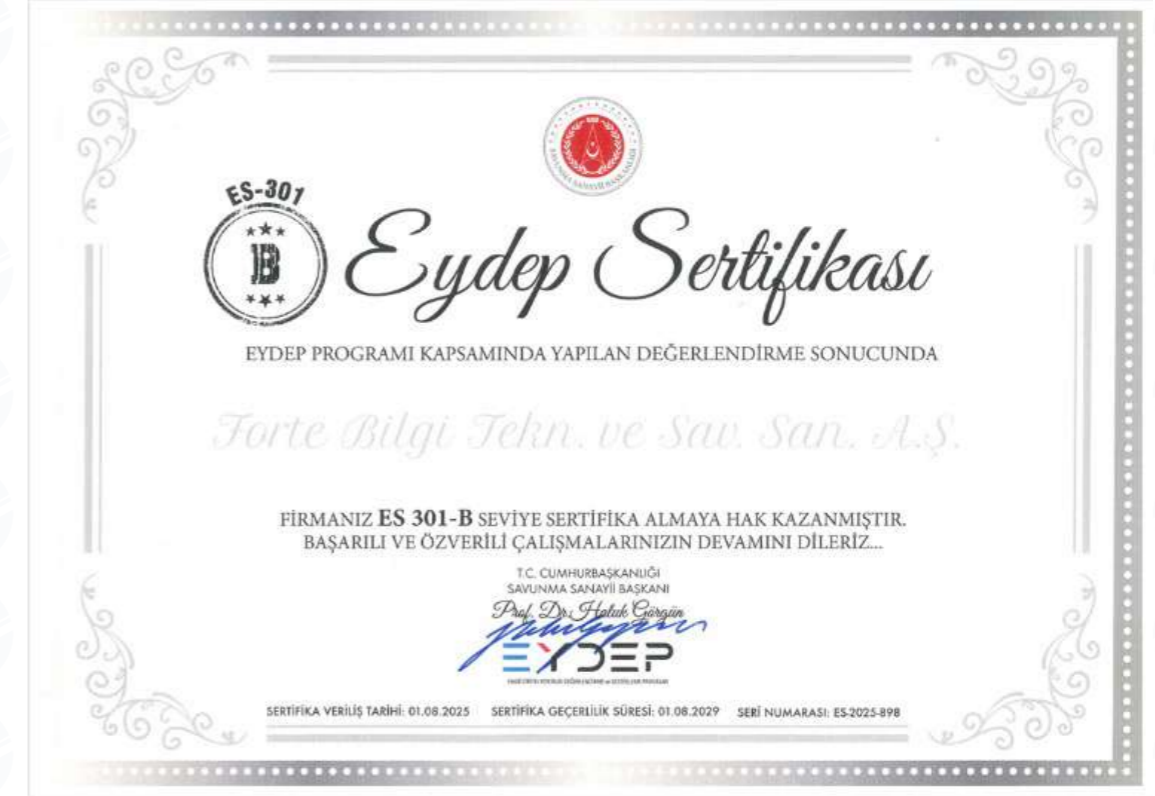 SAVUNMA SANAYİİ BAŞKANLIĞI
ES-301
B
Eydep Sertifikası
EYDEP PROGRAMI KAPSAMINDA YAPILAN DEĞERLENDİRME SONUCUNDA
Forte Bilgi Tekn. ve Sav. San. A.Ş.
FİRMANIZ ES 301-B SEVİYE SERTİFİKA ALMAYA HAK KAZANMIŞTIR.
BAŞARILI VE ÖZVERİLİ ÇALIŞMALARINIZIN DEVAMINI DİLERİZ...
T.C. CUMHURBAŞKANLIĞI
SAVUNMA SANAYİİ BAŞKANI
Prof. Dr. Haluk Görgün
EYDEP
SERTİFİKA VERİLİŞ TARİHİ: 01.08.2025 SERTİFİKA GEÇERLİLİK SÜRESİ: 01.08.2029 SERİ NUMARASI: ES-2025-898